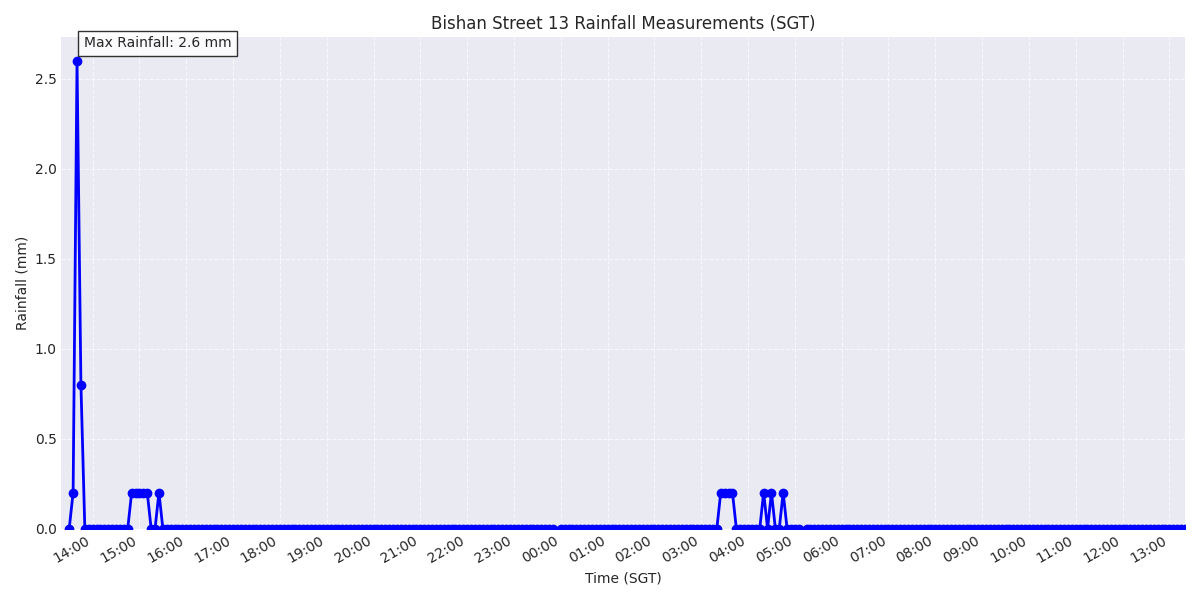 Bishan Street 13 Rainfall Measurements (SGT)
Max Rainfall: 2.6 mm
2.5
2.0
1.5
1.0
0.5
0.0
Rainfall (mm)
14:00 15:00 16:00 17:00 18:00 19:00 20:00 21:00 22:00 23:00 00:00 01:00 02:00 03:00 04:00 05:00 06:00 07:00 08:00 09:00 10:00 11:00 12:00 13:00
Time (SGT)